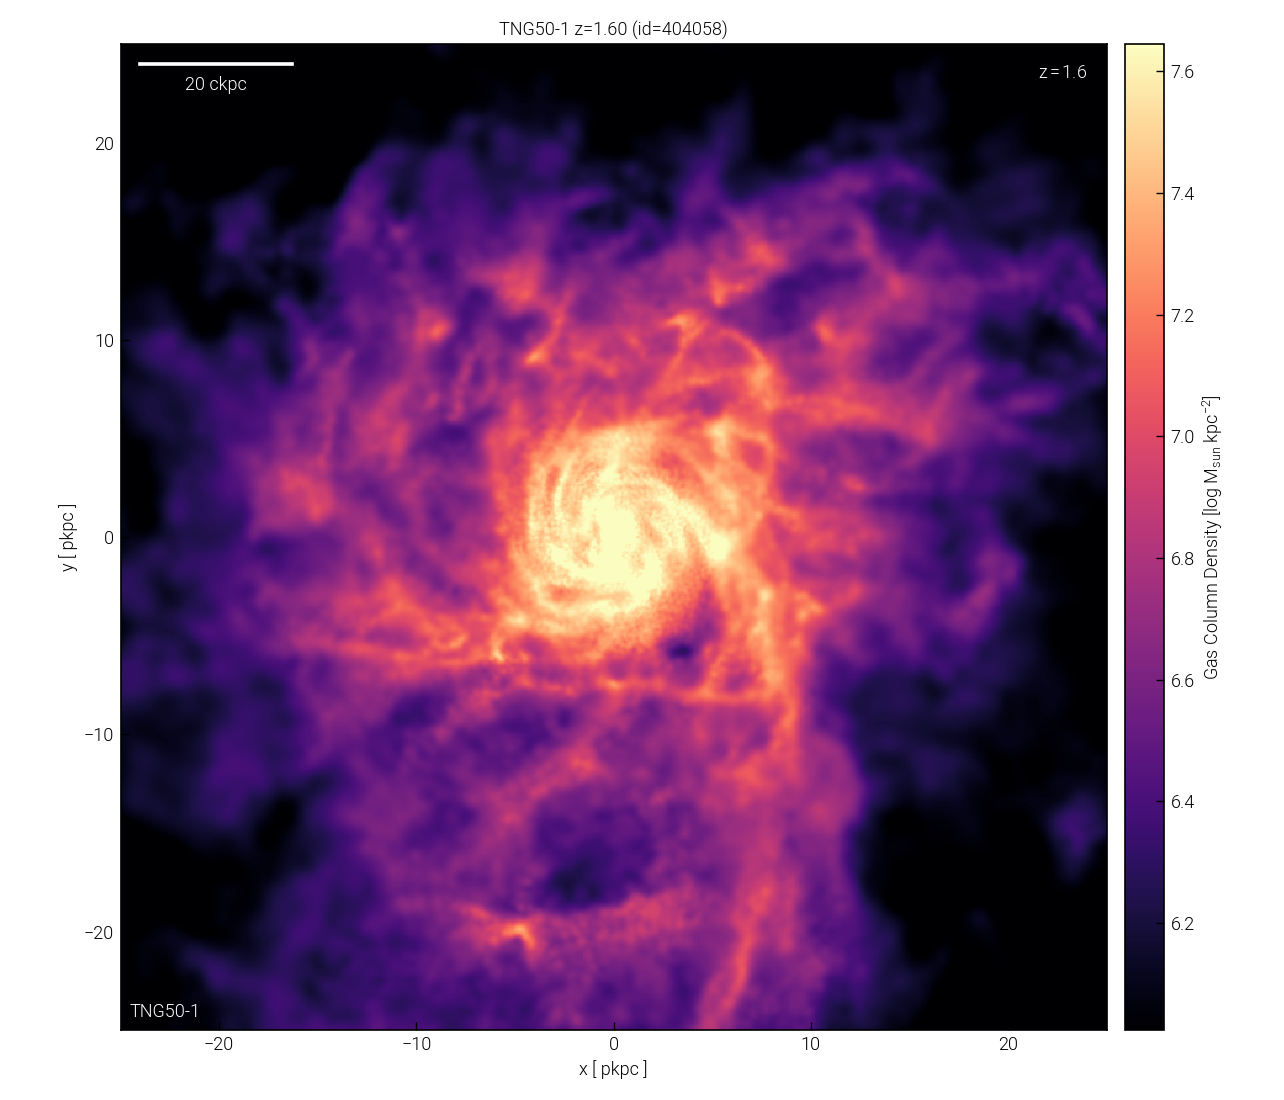 TNG50-1 z=1.60 (id=404058)
20 ckpc
z=1.6
TNG50-1
20
10
0
−10
−20
y [ pkpc ]
−20
−10
0
10
20
x [ pkpc ]
7.6
7.4
7.2
7.0
6.8
6.6
6.4
6.2
Gas Column Density [log M_sun kpc⁻²]